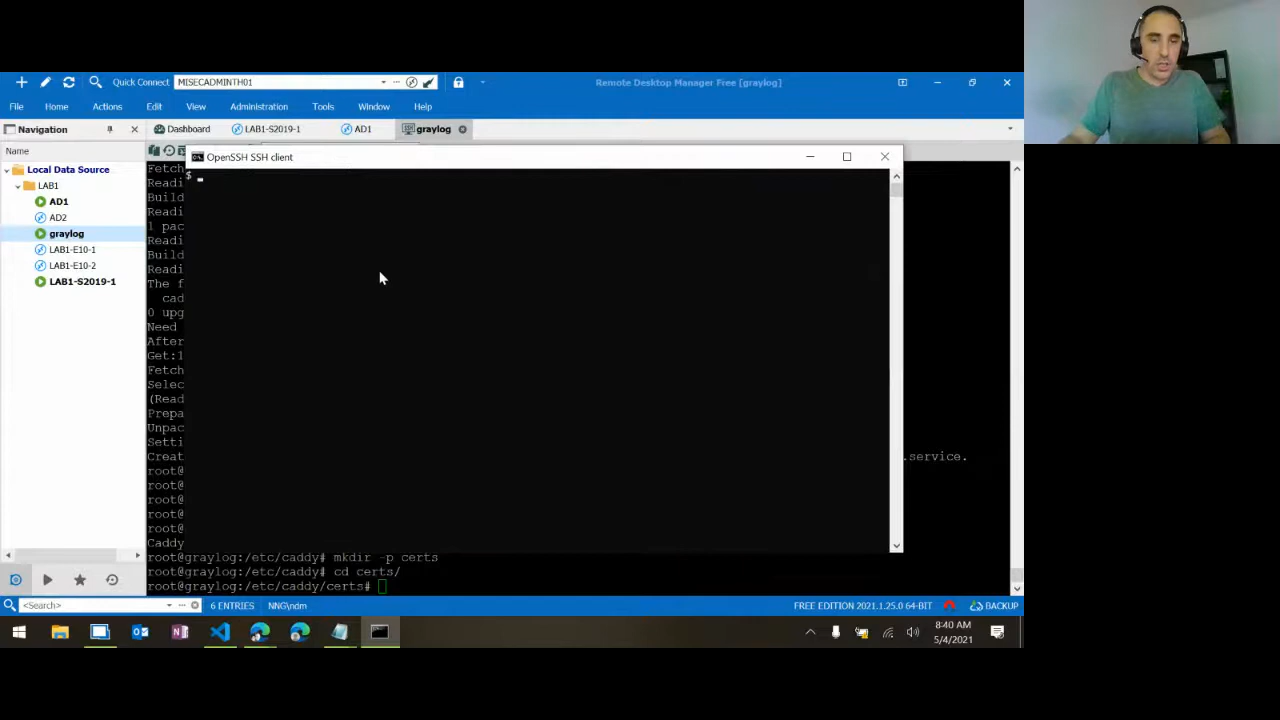 Quick Connect MISECADMINTH01
Remote Desktop Manager Free [graylog]
File Home Actions Edit View Administration Tools Window Help
Navigation
Dashboard LAB1-S2019-1 AD1 graylog
Name
Local Data Source
LAB1
AD1
AD2
graylog
LAB1-E10-1
LAB1-E10-2
LAB1-S2019-1
OpenSSH SSH client
$
Fetch
Readi
Build
Readi
1 pac
Readi
Build
Readi
The f
cad
0 upg
Need
After
Get:1
Fetch
Selec
(Read
Prepa
Unpac
Setti
Creat
.service.
root@
root@
root@
root@
root@
Caddy
root@graylog:/etc/caddy# mkdir -p certs
root@graylog:/etc/caddy# cd certs/
root@graylog:/etc/caddy/certs#
<Search> 6 ENTRIES NNG\ndm FREE EDITION 2021.1.25.0 64-BIT BACKUP
8:40 AM
5/4/2021